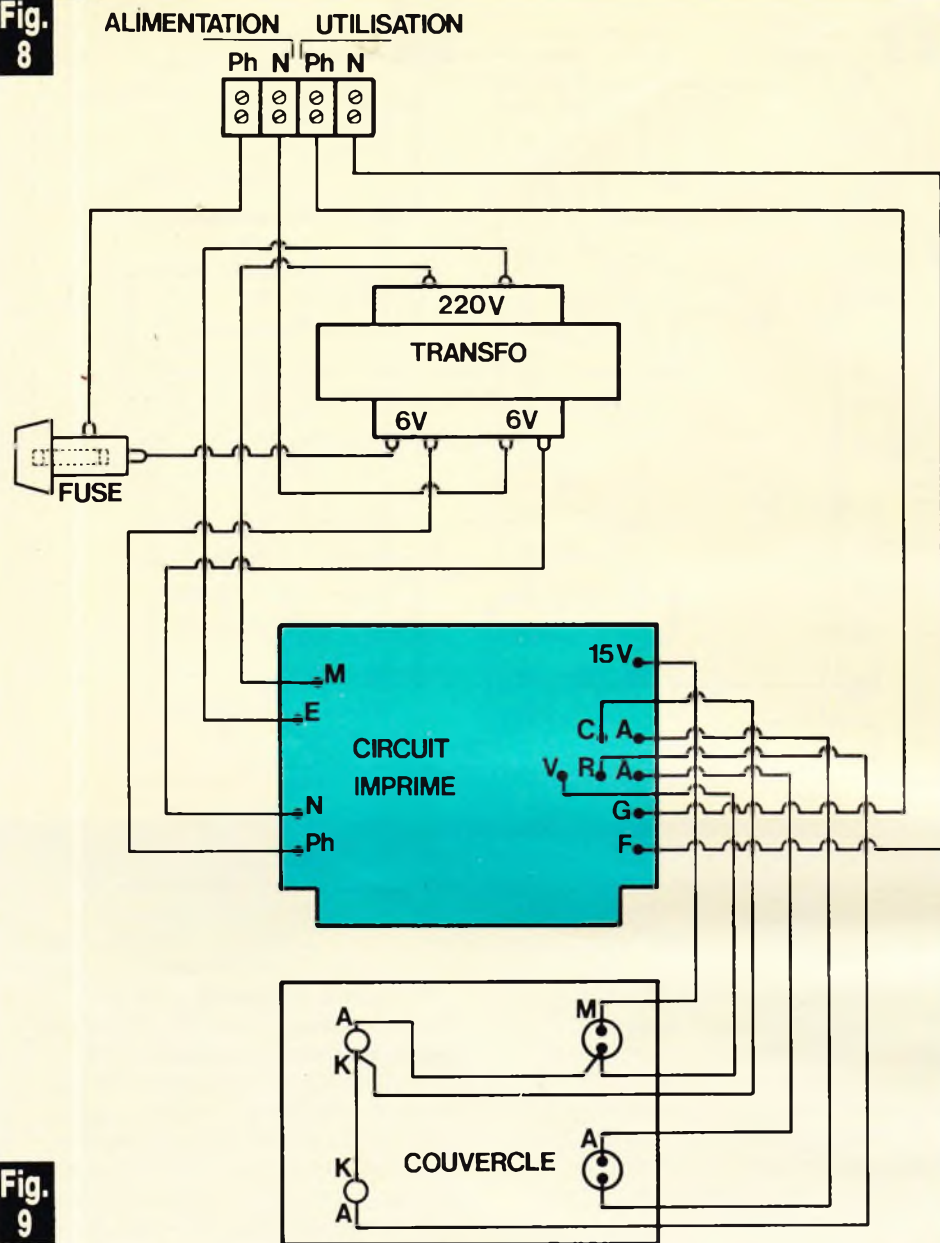 Fig.
8
ALIMENTATION UTILISATION
Ph N Ph N
220V
TRANSFO
6V 6V
FUSE
15V
M
E
C A
CIRCUIT
IMPRIME
V R A
N
G
Ph
F
A
M
K
A
COUVERCLE
K
A
Fig.
9